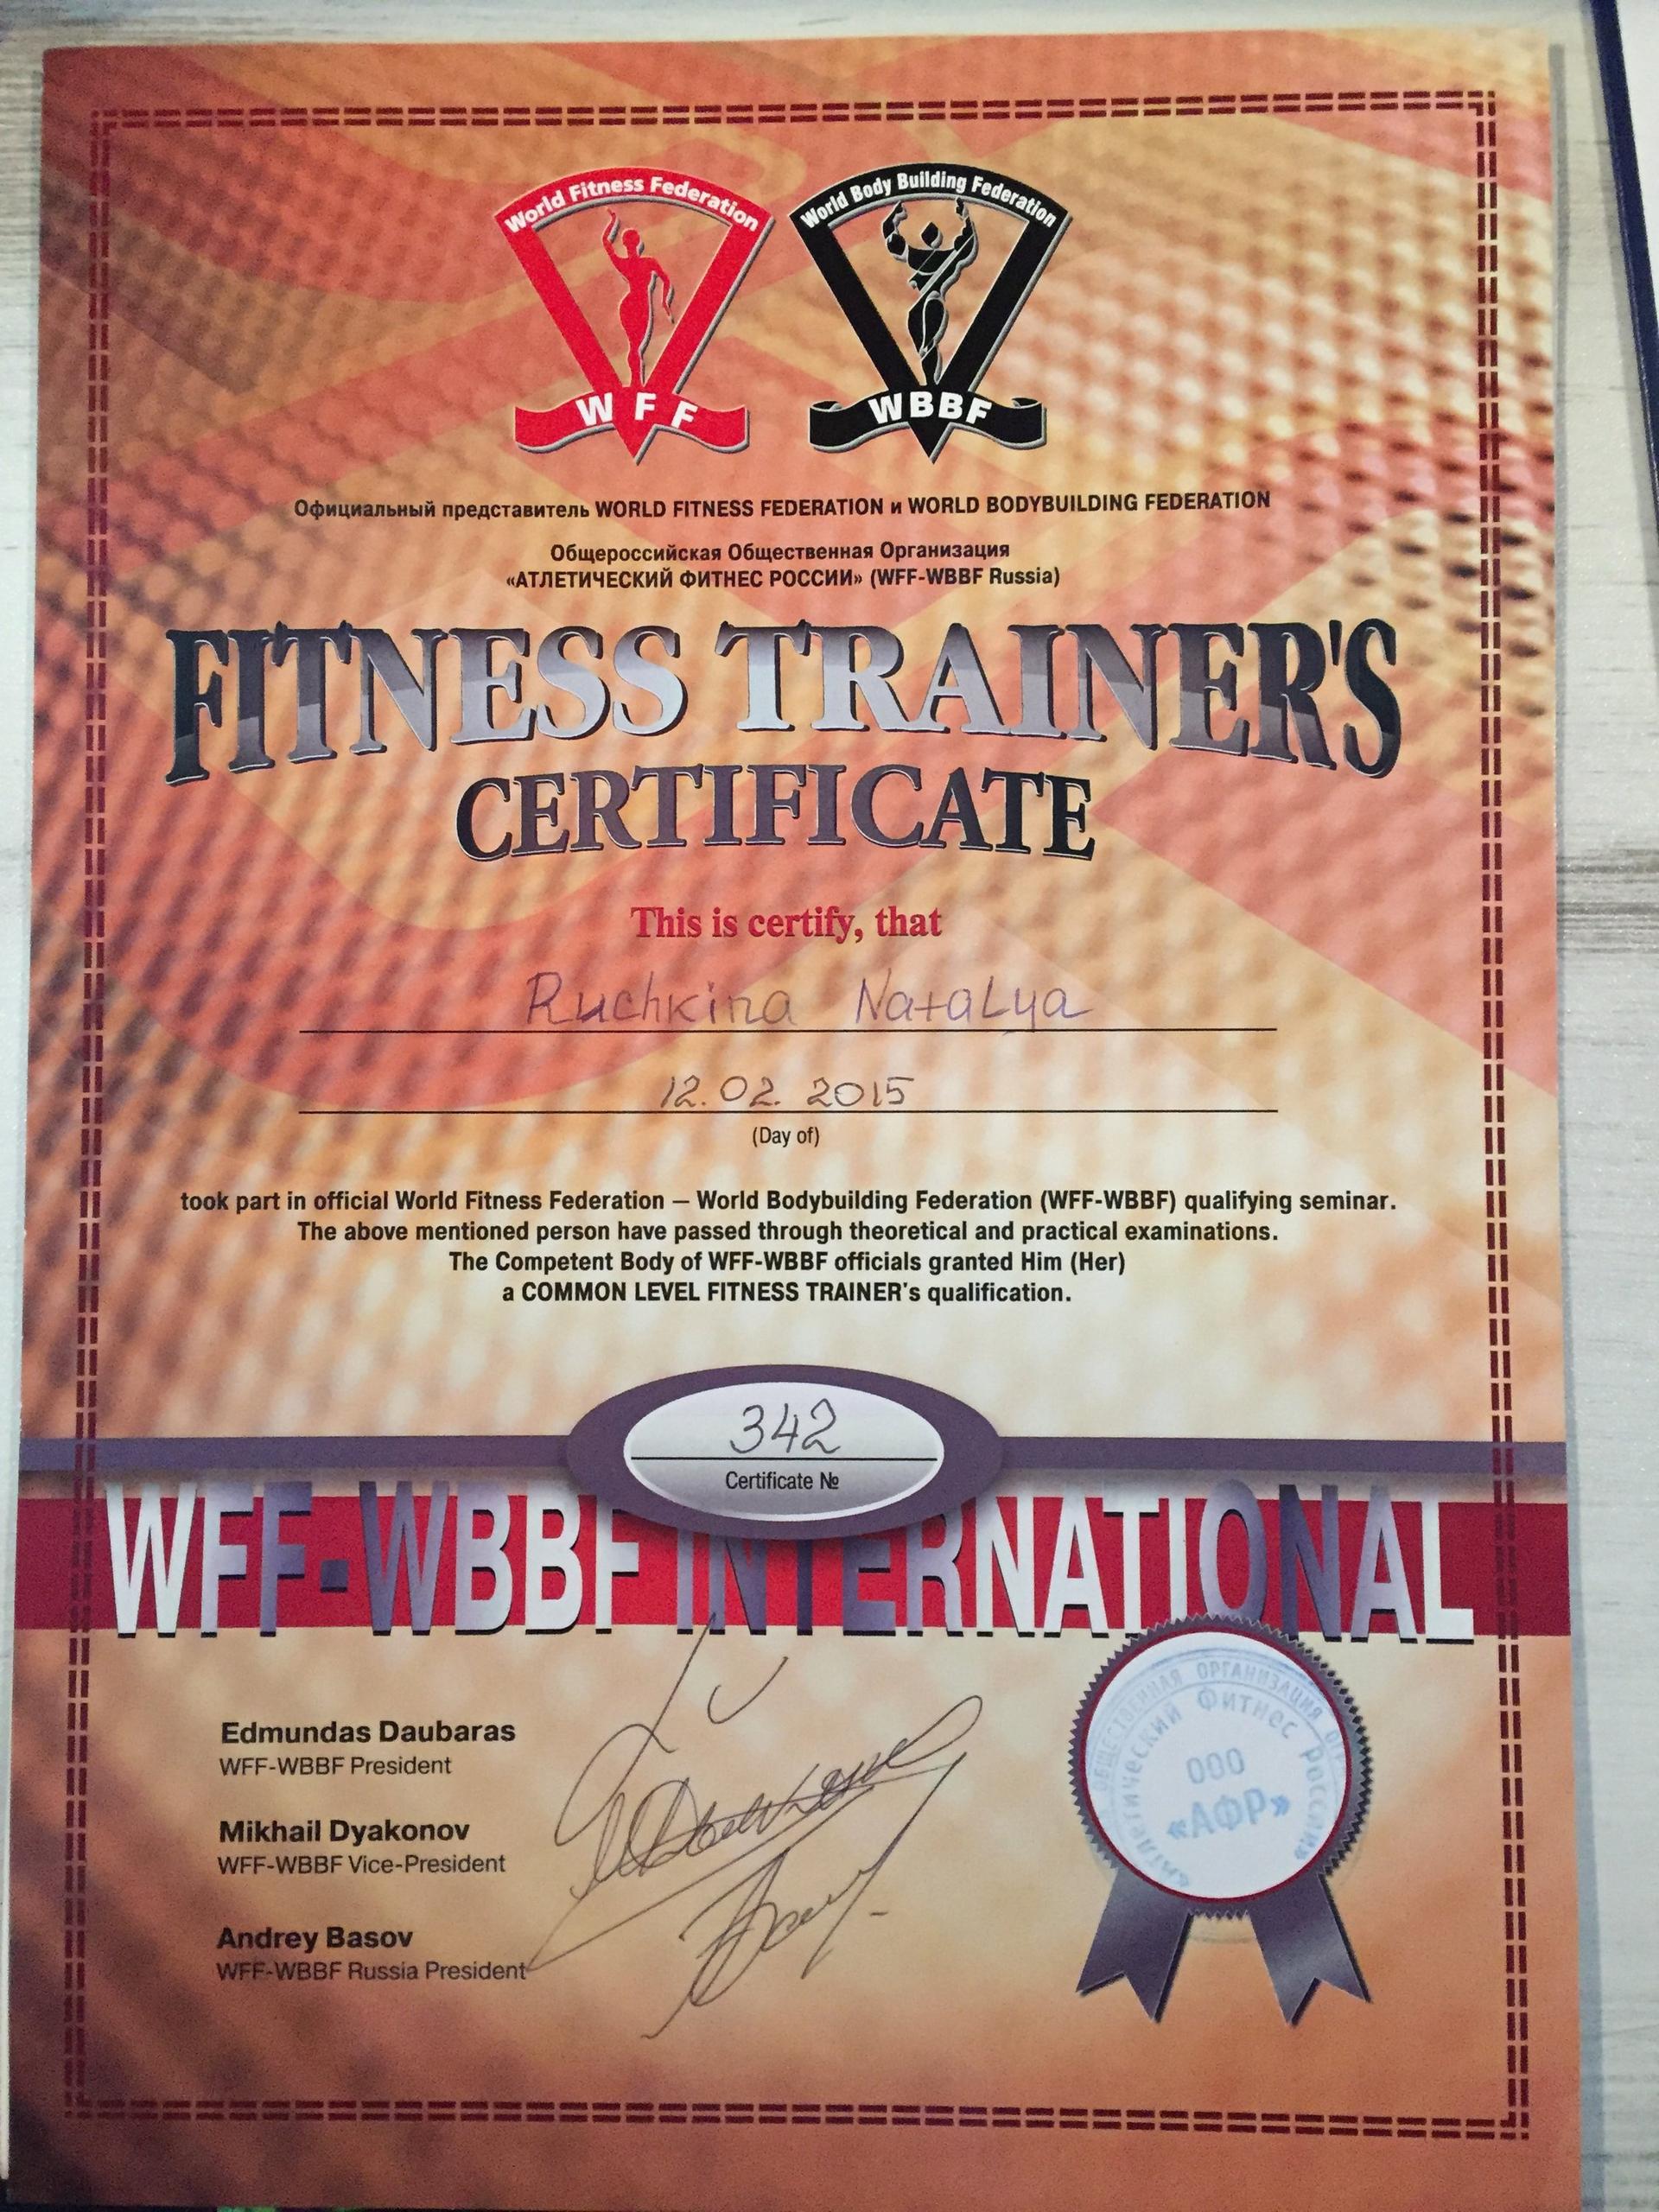 World Fitness Federation
WFF
World Body Building Federation
WBBF
Официальный представитель WORLD FITNESS FEDERATION и WORLD BODYBUILDING FEDERATION
Общероссийская Общественная Организация
«АТЛЕТИЧЕСКИЙ ФИТНЕС РОССИИ» (WFF-WBBF Russia)
FITNESS TRAINER'S
CERTIFICATE
This is certify, that
Ruchkina Natalya
12.02.2015
(Day of)
took part in official World Fitness Federation – World Bodybuilding Federation (WFF-WBBF) qualifying seminar.
The above mentioned person have passed through theoretical and practical examinations.
The Competent Body of WFF-WBBF officials granted Him (Her)
a COMMON LEVEL FITNESS TRAINER's qualification.
342
Certificate №
WFF-WBBF INTERNATIONAL
Edmundas Daubaras
WFF-WBBF President
Mikhail Dyakonov
WFF-WBBF Vice-President
Andrey Basov
WFF-WBBF Russia President
ОБЩЕСТВЕННАЯ ОРГАНИЗАЦИЯ
Атлетический Фитнес России
ООО
«АФР»